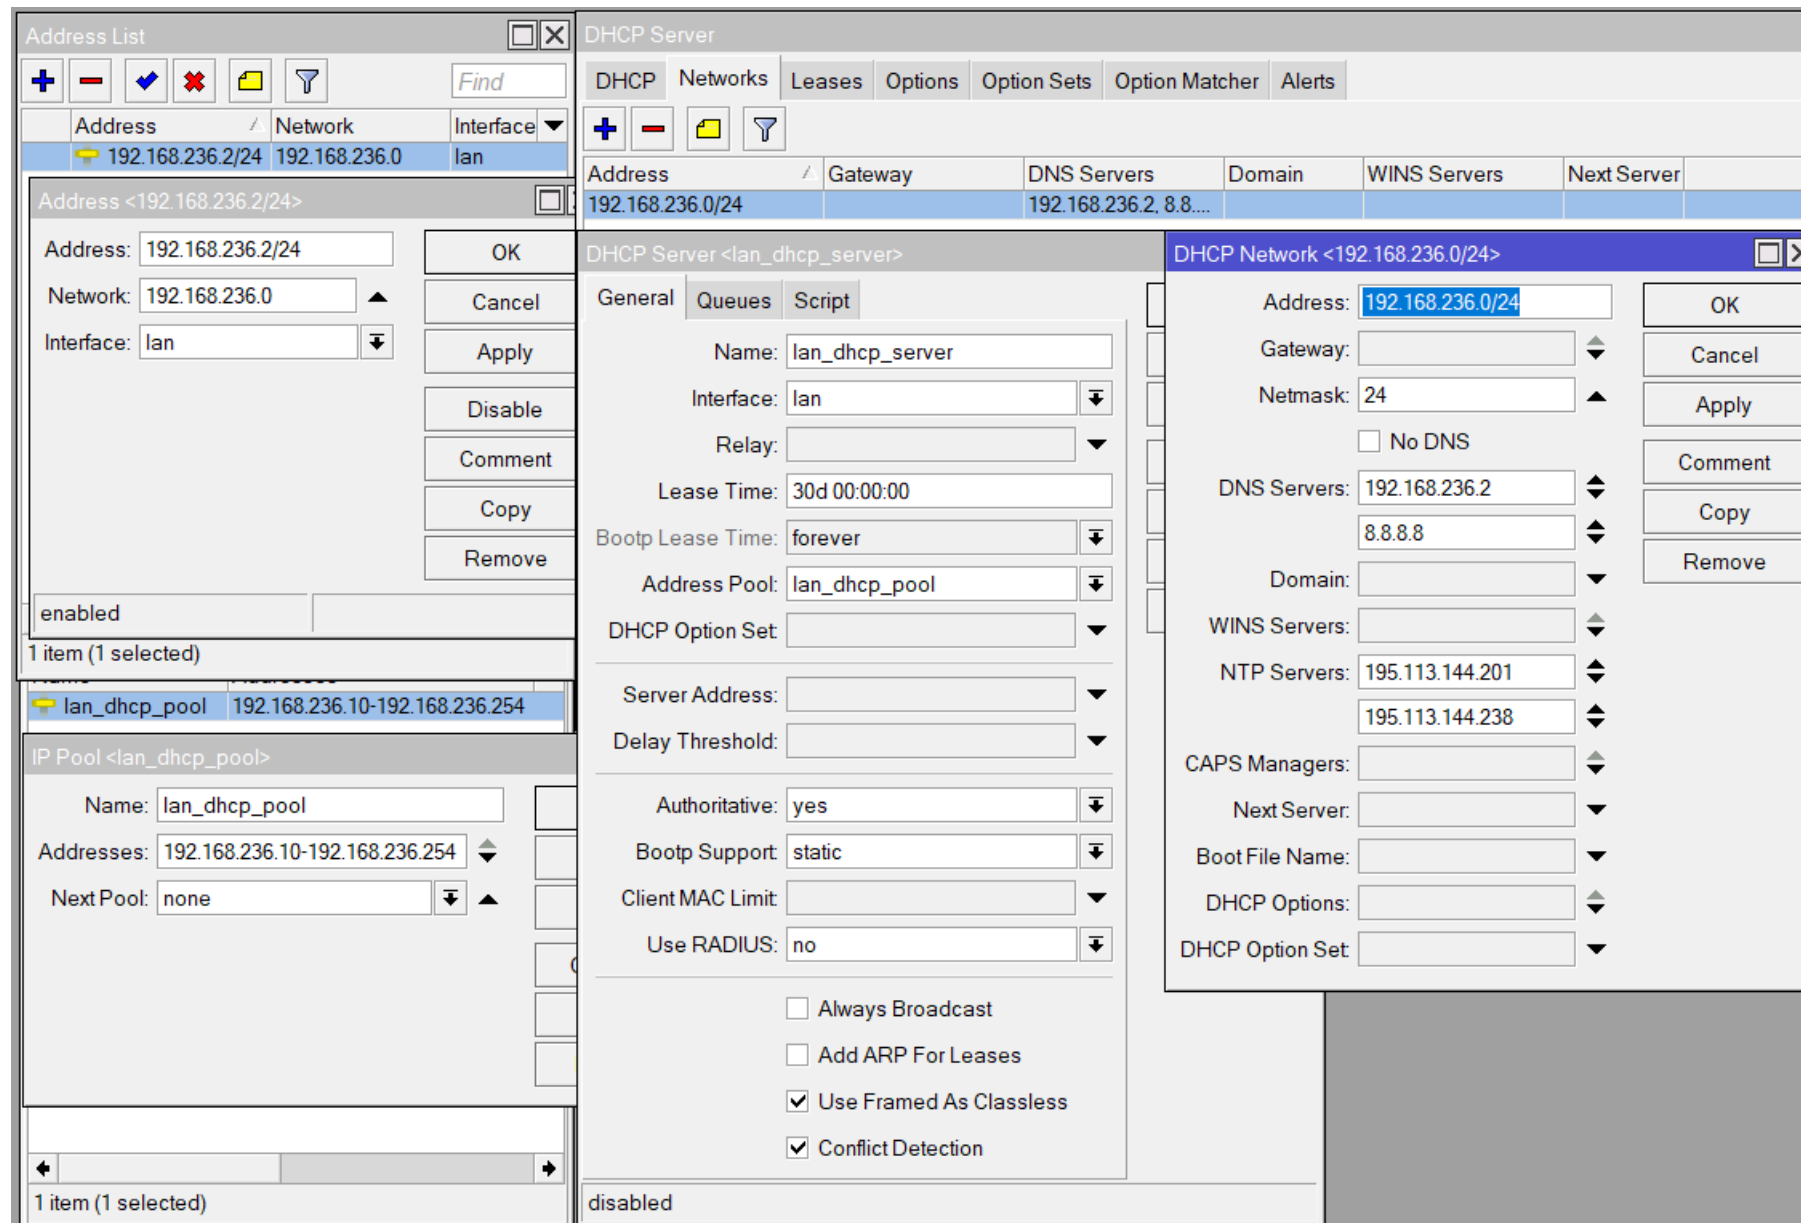 Address List
Find
Address Network Interface
192.168.236.2/24 192.168.236.0 lan
Address <192.168.236.2/24>
Address: 192.168.236.2/24
Network: 192.168.236.0
Interface: lan
OK
Cancel
Apply
Disable
Comment
Copy
Remove
enabled
1 item (1 selected)
lan_dhcp_pool 192.168.236.10-192.168.236.254
IP Pool <lan_dhcp_pool>
Name: lan_dhcp_pool
Addresses: 192.168.236.10-192.168.236.254
Next Pool: none
1 item (1 selected)
DHCP Server
DHCP Networks Leases Options Option Sets Option Matcher Alerts
Address Gateway DNS Servers Domain WINS Servers Next Server
192.168.236.0/24 192.168.236.2, 8.8....
DHCP Server <lan_dhcp_server>
General Queues Script
Name: lan_dhcp_server
Interface: lan
Relay:
Lease Time: 30d 00:00:00
Bootp Lease Time: forever
Address Pool: lan_dhcp_pool
DHCP Option Set:
Server Address:
Delay Threshold:
Authoritative: yes
Bootp Support: static
Client MAC Limit:
Use RADIUS: no
Always Broadcast
Add ARP For Leases
Use Framed As Classless
Conflict Detection
disabled
DHCP Network <192.168.236.0/24>
Address: 192.168.236.0/24
Gateway:
Netmask: 24
No DNS
DNS Servers: 192.168.236.2
8.8.8.8
Domain:
WINS Servers:
NTP Servers: 195.113.144.201
195.113.144.238
CAPS Managers:
Next Server:
Boot File Name:
DHCP Options:
DHCP Option Set:
OK
Cancel
Apply
Comment
Copy
Remove